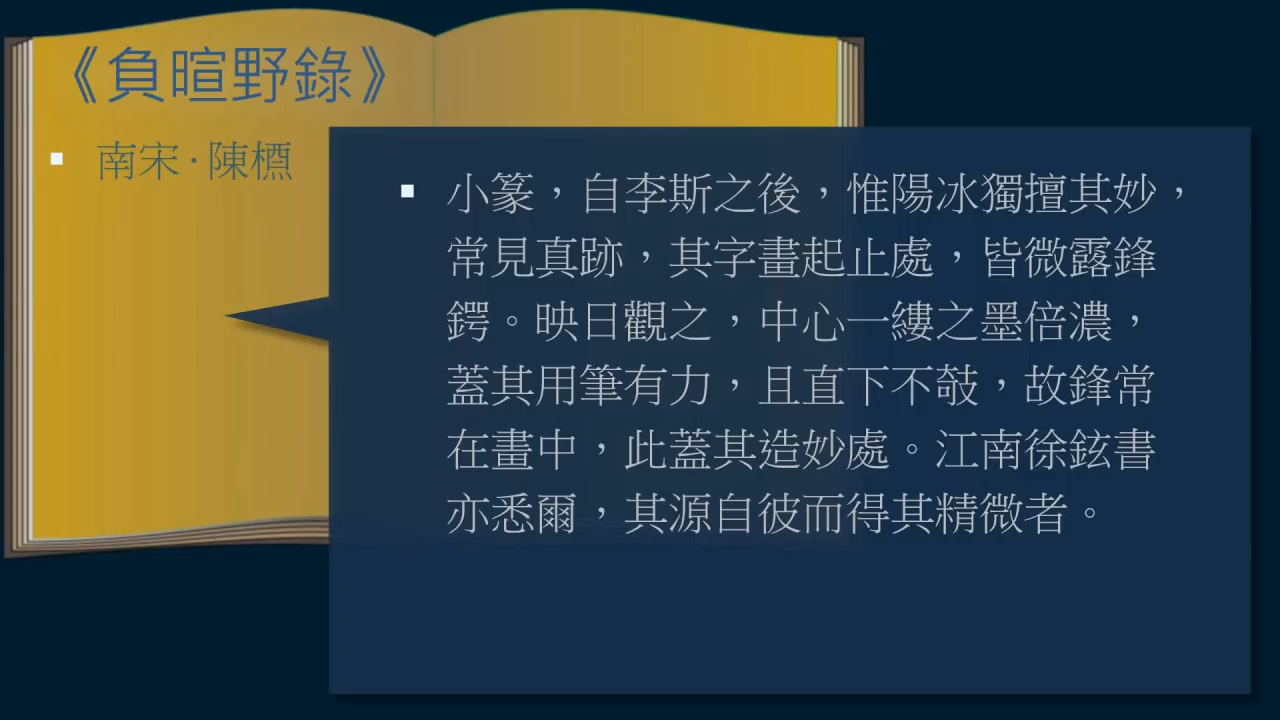 《負暄野錄》
南宋·陳槱
小篆，自李斯之後，惟陽冰獨擅其妙，
常見真跡，其字畫起止處，皆微露鋒
鍔。映日觀之，中心一縷之墨倍濃，
蓋其用筆有力，且直下不攲，故鋒常
在畫中，此蓋其造妙處。江南徐鉉書
亦悉爾，其源自彼而得其精微者。